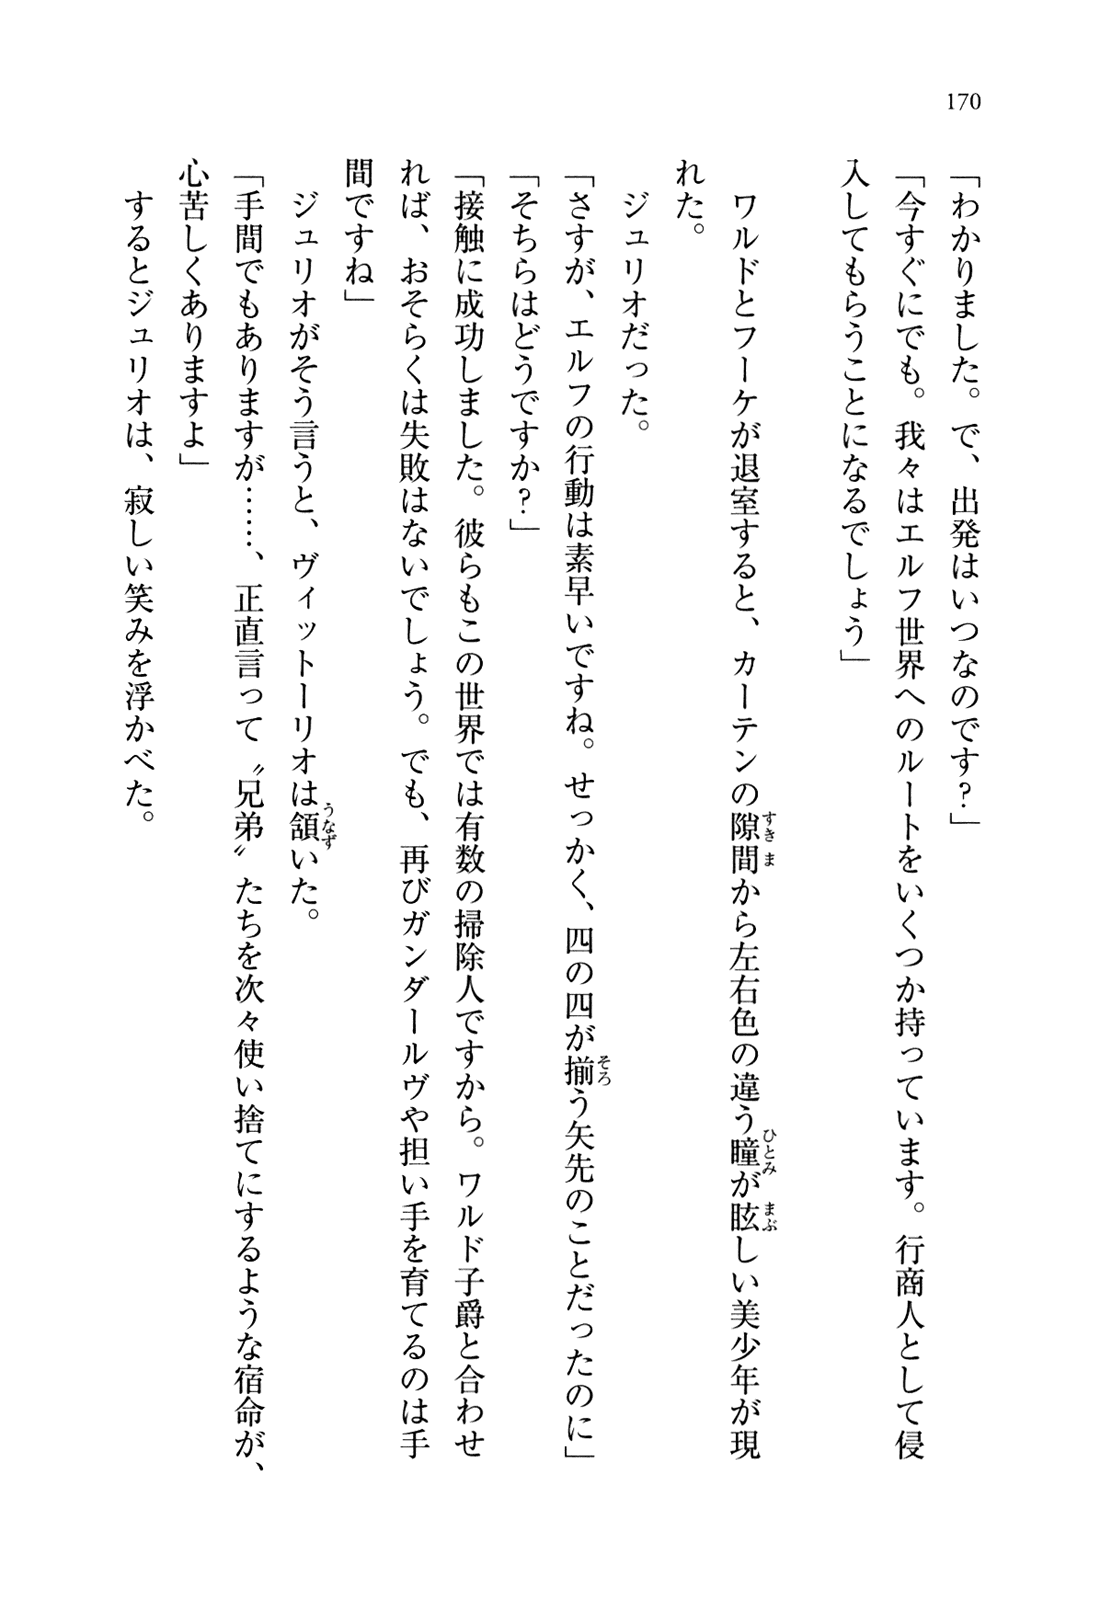 170
「わかりました。で、出発はいつなのです?」
「今すぐにでも。我々はエルフ世界へのルートをいくつか持っています。行商人として侵
入してもらうことになるでしょう」
ワルドとフーケが退室すると、カーテンの隙間から左右色の違う瞳が眩しい美少年が現
れた。
ジュリオだった。
「さすが、エルフの行動は素早いですね。せっかく、四の四が揃う矢先のことだったのに」
「そちらはどうですか?」
「接触に成功しました。彼らもこの世界では有数の掃除人ですから。ワルド子爵と合わせ
れば、おそらくは失敗はないでしょう。でも、再びガンダールヴや担い手を育てるのは手
間ですね」
ジュリオがそう言うと、ヴィットーリオは頷いた。
「手間でもありますが……、正直言って〝兄弟〟たちを次々使い捨てにするような宿命が、
心苦しくありますよ」
するとジュリオは、寂しい笑みを浮かべた。